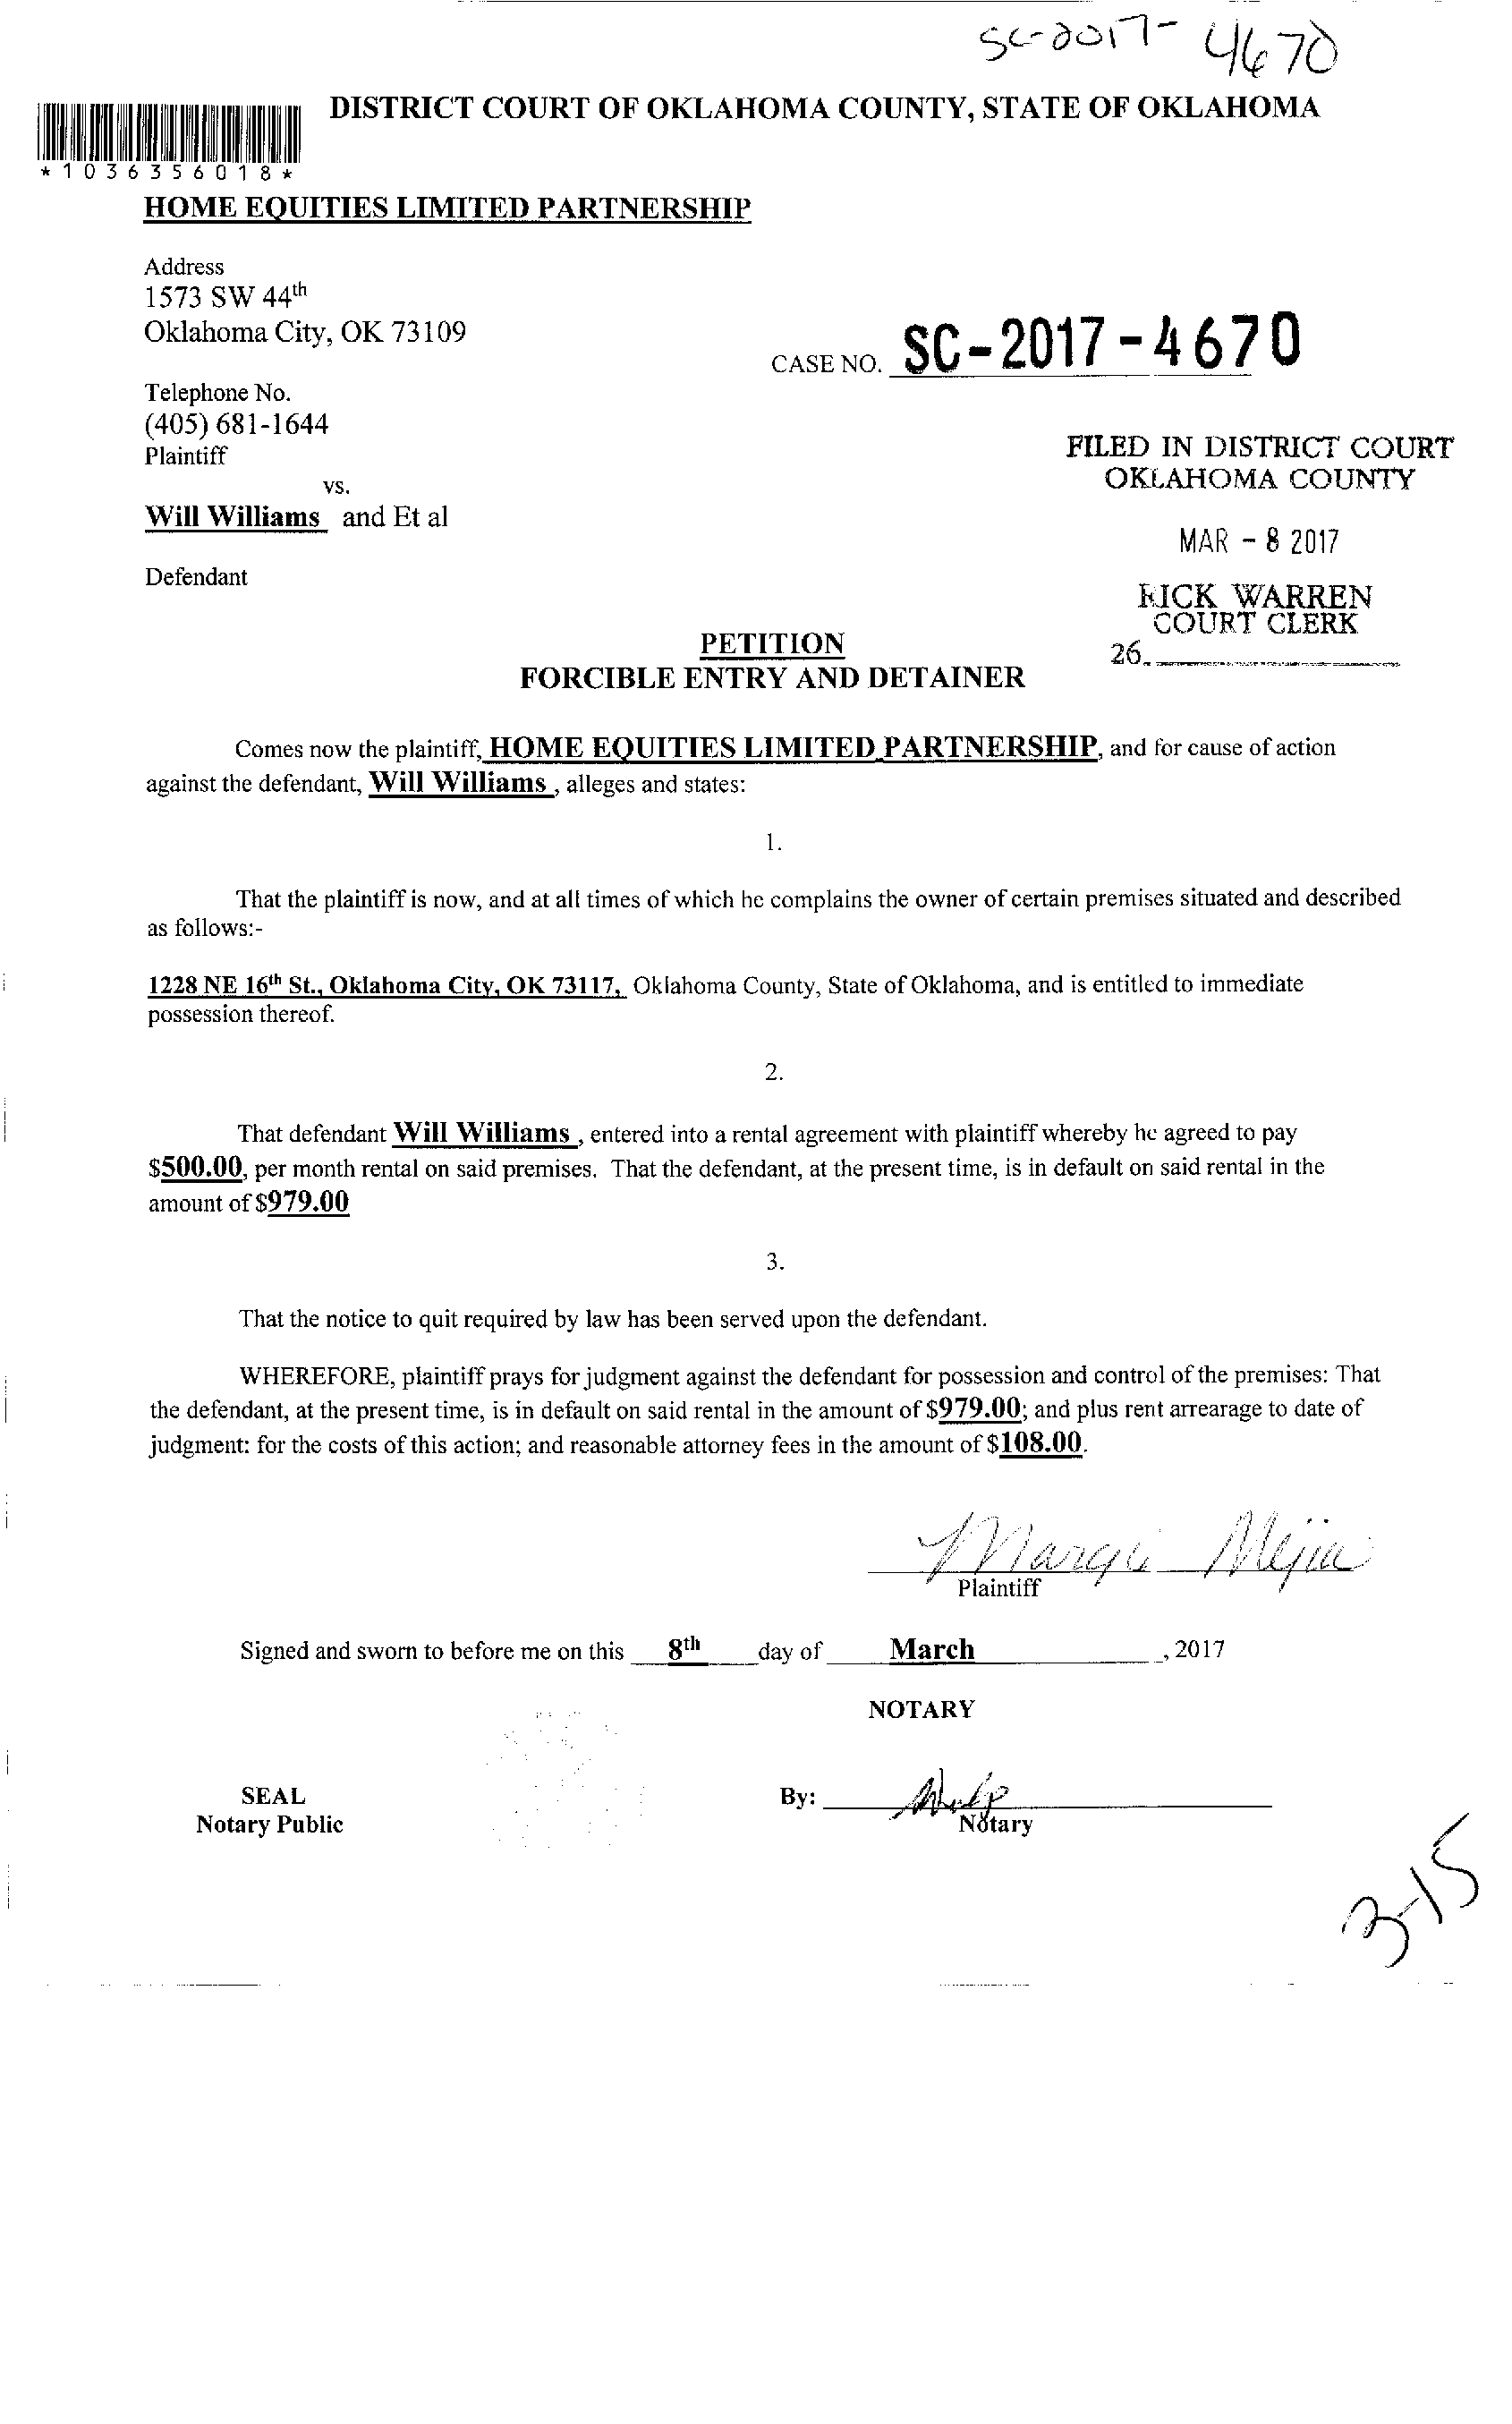 SC-2017-4670
DISTRICT COURT OF OKLAHOMA COUNTY, STATE OF OKLAHOMA
*1036356018*
HOME EQUITIES LIMITED PARTNERSHIP
Address
1573 SW 44th
Oklahoma City, OK 73109
CASE NO. SC-2017-4670
Telephone No.
(405) 681-1644
Plaintiff
FILED IN DISTRICT COURT
OKLAHOMA COUNTY
vs.
Will Williams and Et al
MAR - 8 2017
Defendant
RICK WARREN
COURT CLERK
26.
PETITION
FORCIBLE ENTRY AND DETAINER
Comes now the plaintiff, HOME EQUITIES LIMITED PARTNERSHIP, and for cause of action
against the defendant, Will Williams , alleges and states:
1.
That the plaintiff is now, and at all times of which he complains the owner of certain premises situated and described
as follows:-
1228 NE 16th St., Oklahoma City, OK 73117, Oklahoma County, State of Oklahoma, and is entitled to immediate
possession thereof.
2.
That defendant Will Williams , entered into a rental agreement with plaintiff whereby he agreed to pay
$500.00, per month rental on said premises. That the defendant, at the present time, is in default on said rental in the
amount of $979.00
3.
That the notice to quit required by law has been served upon the defendant.
WHEREFORE, plaintiff prays for judgment against the defendant for possession and control of the premises: That
the defendant, at the present time, is in default on said rental in the amount of $979.00; and plus rent arrearage to date of
judgment: for the costs of this action; and reasonable attorney fees in the amount of $108.00.
Margie Mejia
Plaintiff
Signed and sworn to before me on this 8th day of March , 2017
NOTARY
SEAL
Notary Public
By:
Notary
3-15